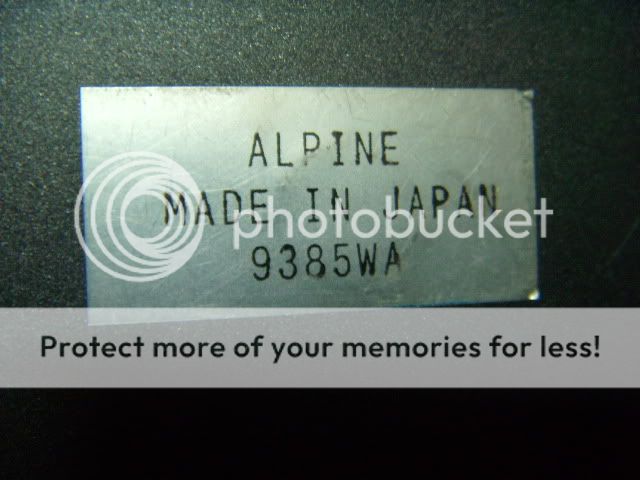 ALPINE
MADE IN JAPAN
photobucket
9385WA
Protect more of your memories for less!